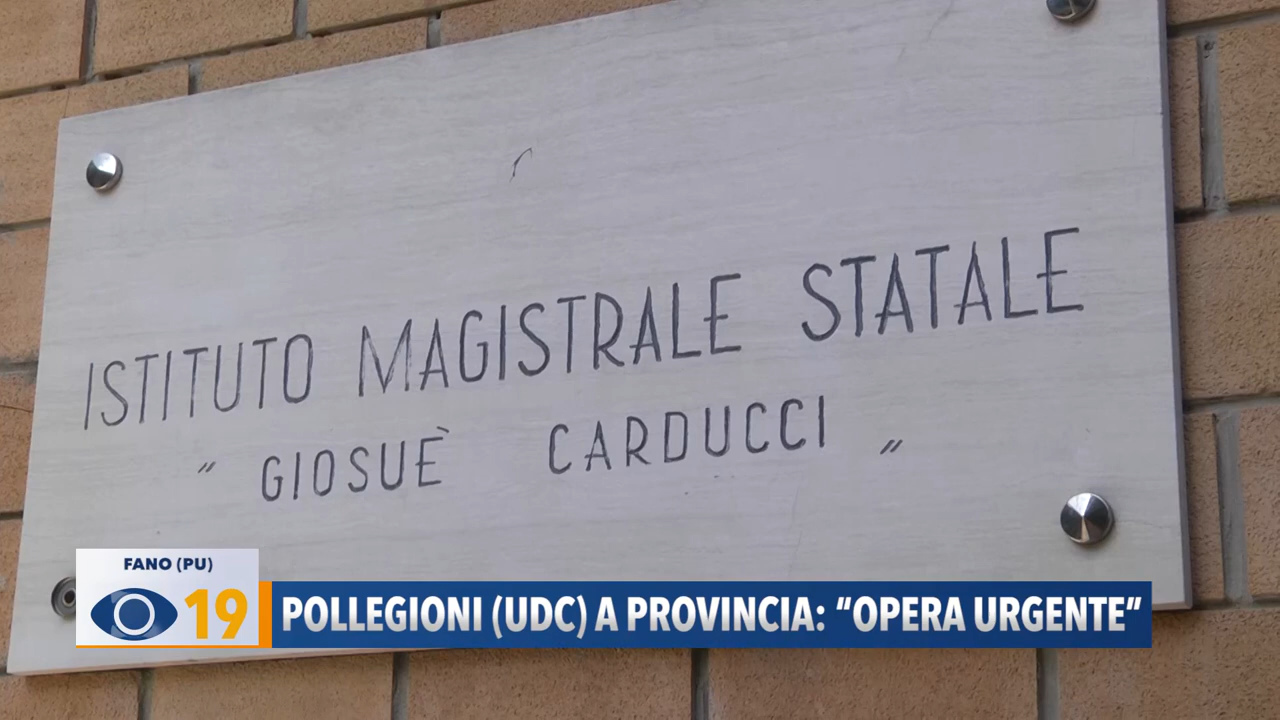 ISTITUTO MAGISTRALE STATALE
“ GIOSUÈ CARDUCCI „
FANO (PU)
19
POLLEGIONI (UDC) A PROVINCIA: “OPERA URGENTE”